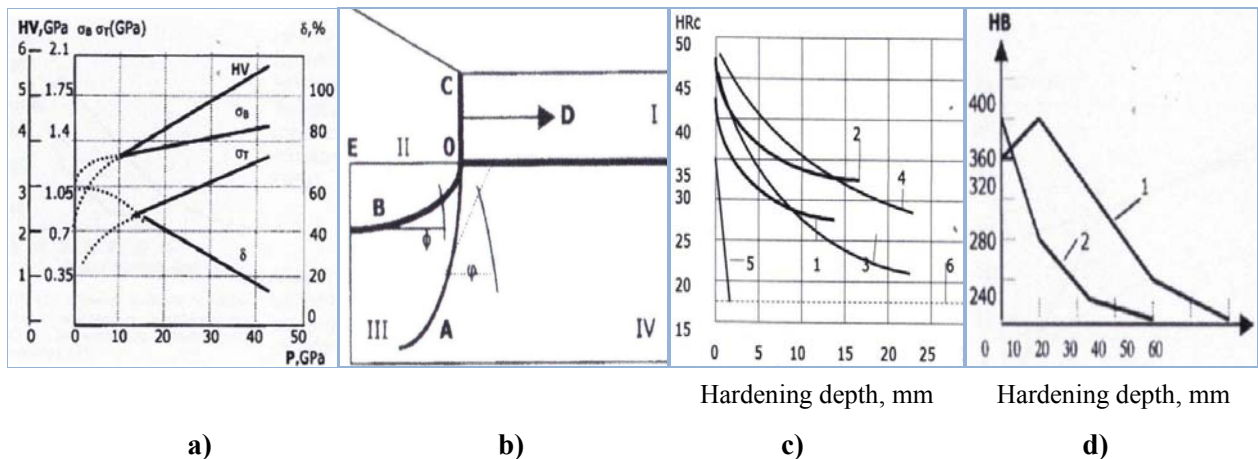 HV,GPa σB σT(GPa) δ,%
6 2.1
5 1.75 100
4 1.4 80
3 1.05 60
2 0.7 40
1 0.35 20
0 0
HV
σB
σT
δ
0 10 20 30 40 50
P,GPa
a)
C
D I
E II O
B
ϕ
φ
III A IV
b)
HRc
50
45
40
35
30
25
20
15
2
4
5 1 3 6
0 5 10 15 20 25
Hardening depth, mm
c)
HB
400
360
320
280
240
1
2
0 10 20 30 40 50 60
Hardening depth, mm
d)